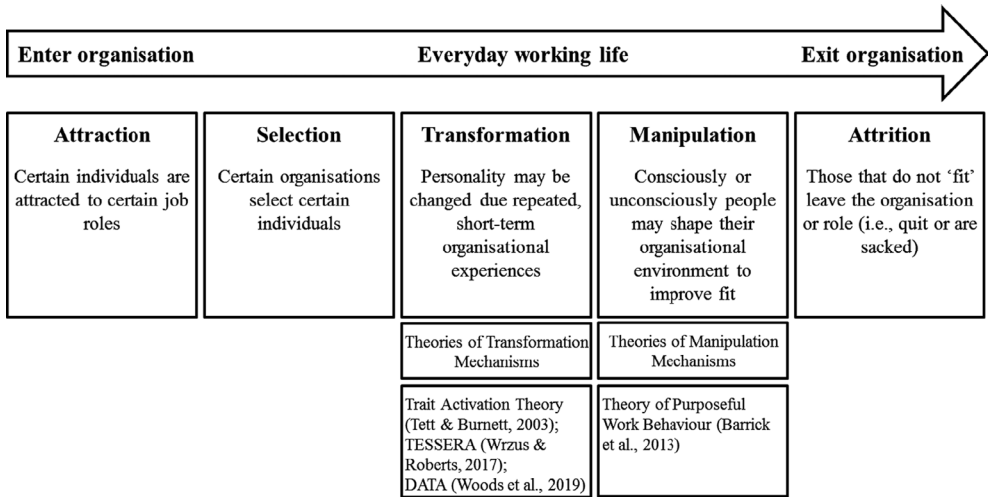 Enter organisation
Everyday working life
Exit organisation
Attraction
Certain individuals are
attracted to certain job
roles
Selection
Certain organisations
select certain
individuals
Transformation
Personality may be
changed due repeated,
short-term
organisational
experiences
Manipulation
Consciously or
unconsciously people
may shape their
organisational
environment to
improve fit
Attrition
Those that do not ‘fit’
leave the organisation
or role (i.e., quit or are
sacked)
Theories of Transformation
Mechanisms
Theories of Manipulation
Mechanisms
Trait Activation Theory
(Tett & Burnett, 2003);
TESSERA (Wrzus &
Roberts, 2017);
DATA (Woods et al., 2019)
Theory of Purposeful
Work Behaviour (Barrick
et al., 2013)